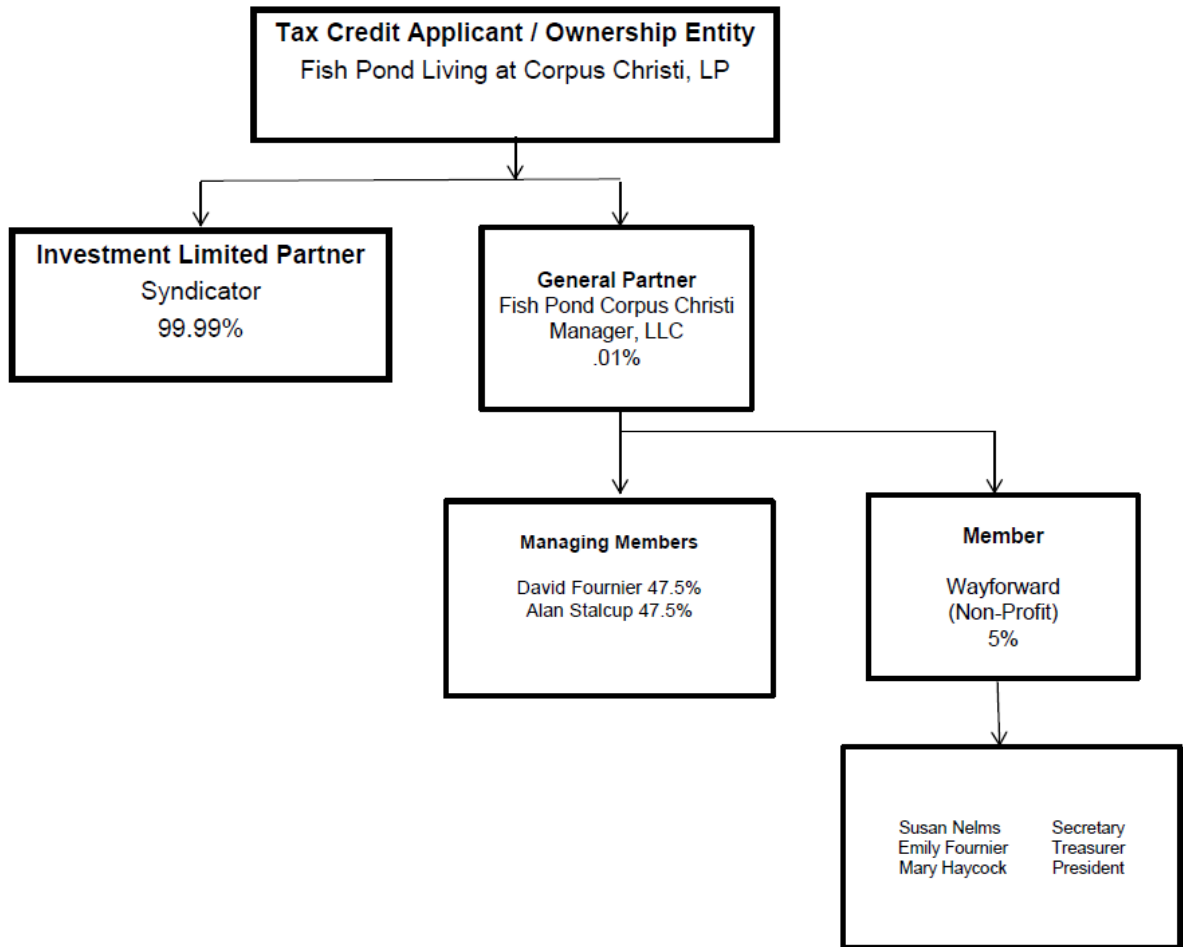 Tax Credit Applicant / Ownership Entity
Fish Pond Living at Corpus Christi, LP
Investment Limited Partner
Syndicator
99.99%
General Partner
Fish Pond Corpus Christi
Manager, LLC
.01%
Managing Members
David Fournier 47.5%
Alan Stalcup 47.5%
Member
Wayforward
(Non-Profit)
5%
Susan Nelms Secretary
Emily Fournier Treasurer
Mary Haycock President